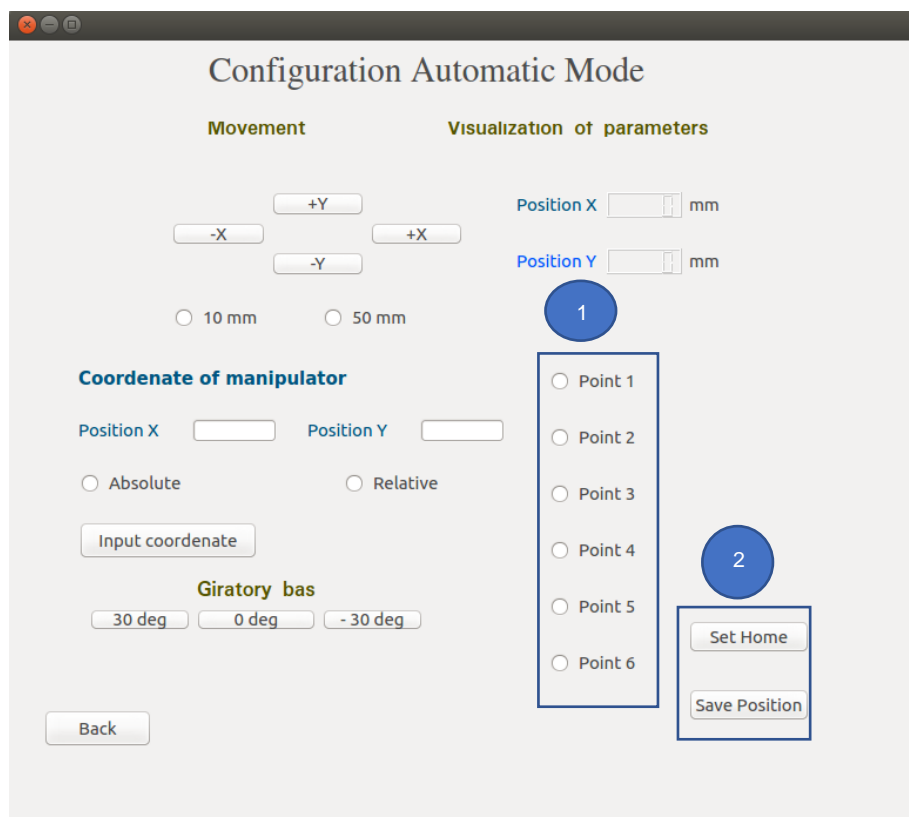 Configuration Automatic Mode
Movement
Visualization of parameters
+Y
-X
+X
-Y
10 mm
50 mm
Position X mm
Position Y mm
1
Coordenate of manipulator
Position X
Position Y
Absolute
Relative
Input coordenate
Giratory bas
30 deg
0 deg
- 30 deg
Point 1
Point 2
Point 3
Point 4
Point 5
Point 6
2
Set Home
Save Position
Back